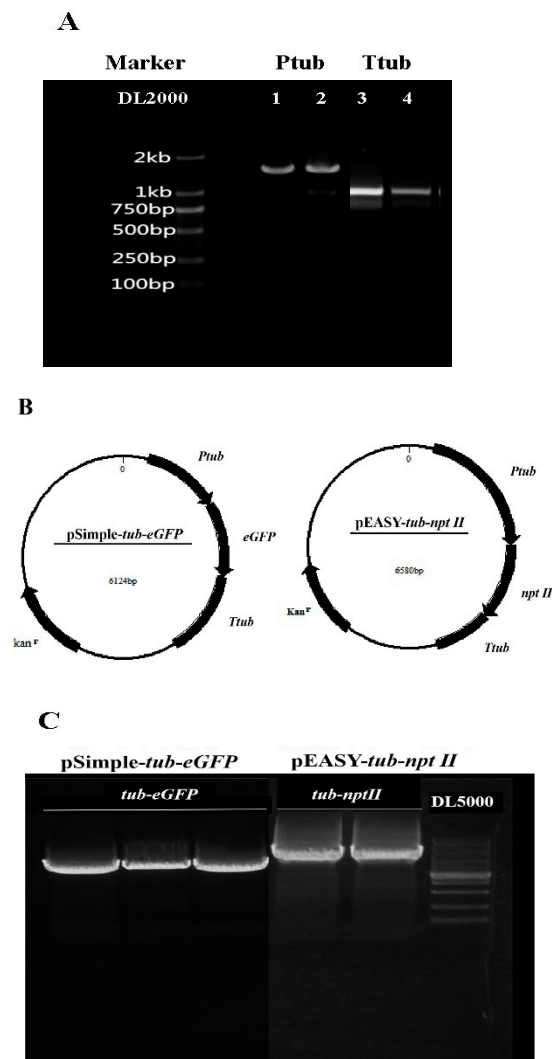 A
Marker Ptub Ttub
DL2000 1 2 3 4
2kb
1kb
750bp
500bp
250bp
100bp
B
0
Ptub
pSimple-tub-eGFP
eGFP
6124bp
Ttub
kan r
0
Ptub
pEASY-tub-npt II
6580bp
npt II
Kan r
Ttub
C
pSimple-tub-eGFP pEASY-tub-npt II
tub-eGFP tub-nptII DL5000